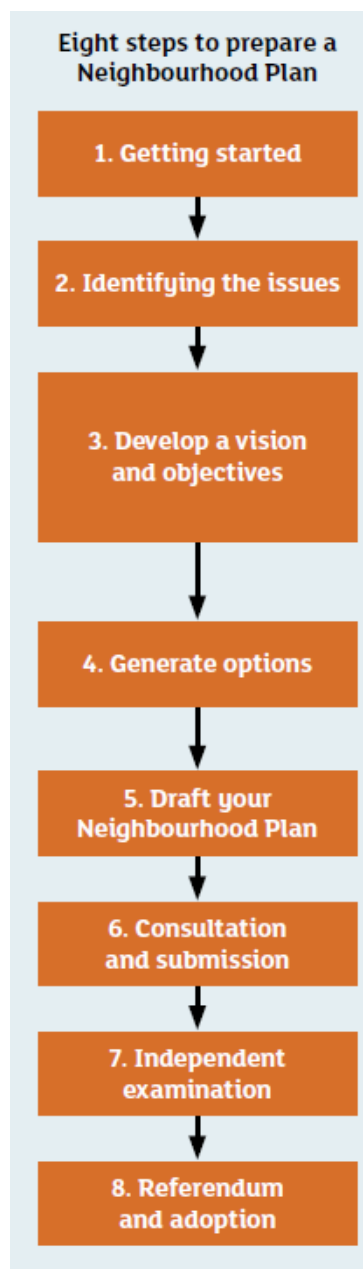 Eight steps to prepare a
Neighbourhood Plan
1. Getting started
2. Identifying the issues
3. Develop a vision
and objectives
4. Generate options
5. Draft your
Neighbourhood Plan
6. Consultation
and submission
7. Independent
examination
8. Referendum
and adoption